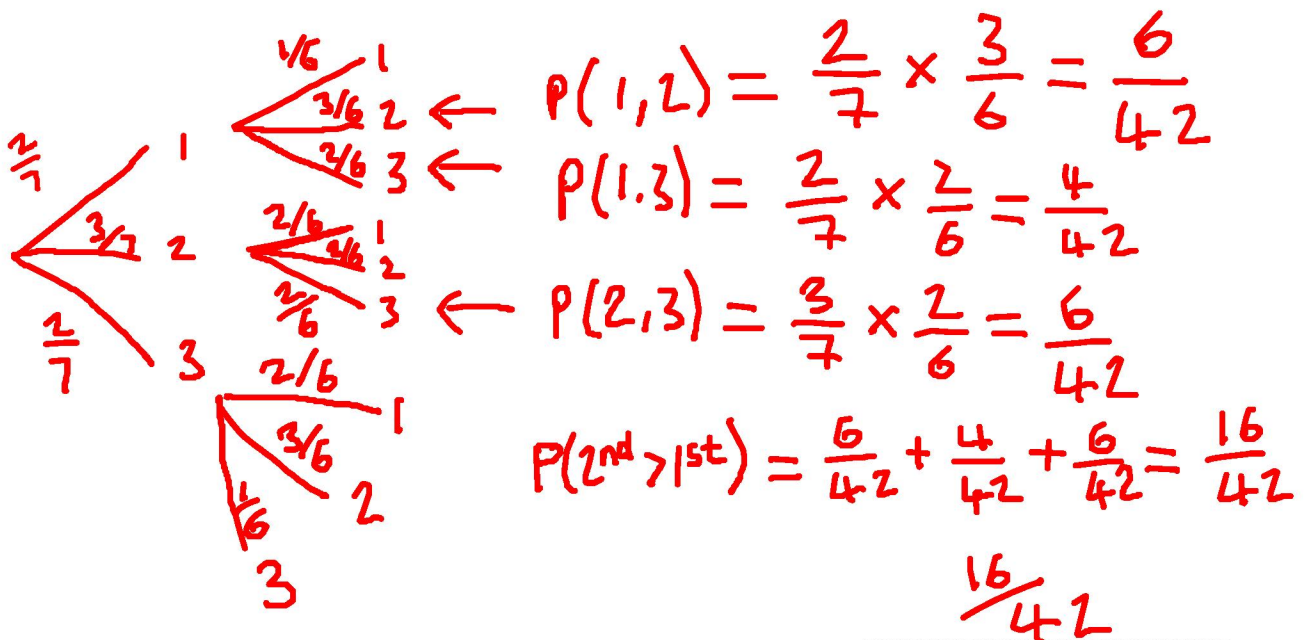 1/6 1
3/6 2 ← P(1,2) = 2/7 × 3/6 = 6/42
2/6 3 ← P(1.3) = 2/7 × 2/6 = 4/42
2/7 1
3/7 2
2/7 3
2/6 1
2/6 2
2/6 3 ← P(2,3) = 3/7 × 2/6 = 6/42
2/6 1
3/6 2
1/6 3
P(2nd>1st) = 6/42 + 4/42 + 6/42 = 16/42
16/42